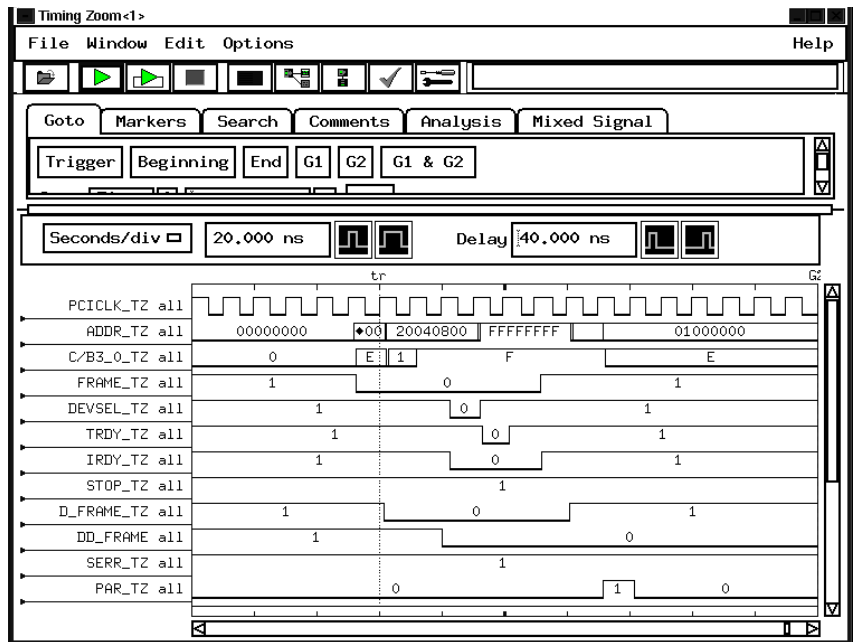 Timing Zoom<1>
File Window Edit Options Help
Goto Markers Search Comments Analysis Mixed Signal
Trigger Beginning End G1 G2 G1 & G2
Seconds/div 20.000 ns Delay 40.000 ns
tr G2
PCICLK_TZ all
ADDR_TZ all 00000000 00 20040800 FFFFFFFF 01000000
C/B3_0_TZ all 0 E 1 F E
FRAME_TZ all 1 0 1
DEVSEL_TZ all 1 0 1
TRDY_TZ all 1 0 1
IRDY_TZ all 1 0 1
STOP_TZ all 1
D_FRAME_TZ all 1 0 1
DD_FRAME all 1 0
SERR_TZ all 1
PAR_TZ all 0 1 0